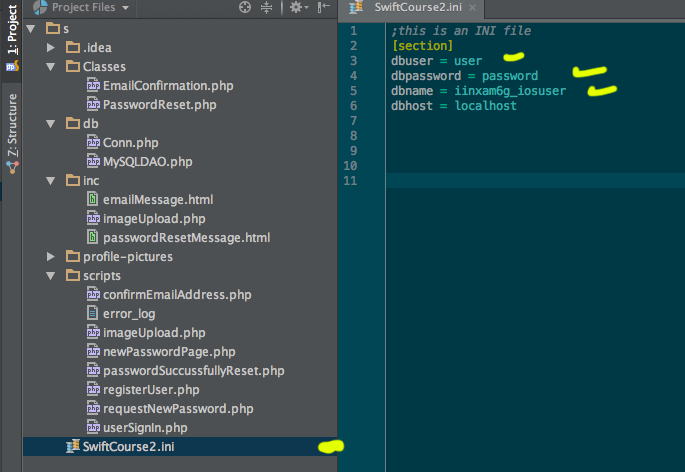 Project Files
SwiftCourse2.ini
1: Project
Z: Structure
s
.idea
Classes
EmailConfirmation.php
PasswordReset.php
db
Conn.php
MySQLDAO.php
inc
emailMessage.html
imageUpload.php
passwordResetMessage.html
profile-pictures
scripts
confirmEmailAddress.php
error_log
imageUpload.php
newPasswordPage.php
passwordSuccussfullyReset.php
registerUser.php
requestNewPassword.php
userSignIn.php
SwiftCourse2.ini
1 ;this is an INI file
2 [section]
3 dbuser = user
4 dbpassword = password
5 dbname = iinxam6g_iosuser
6 dbhost = localhost
7
8
9
10
11